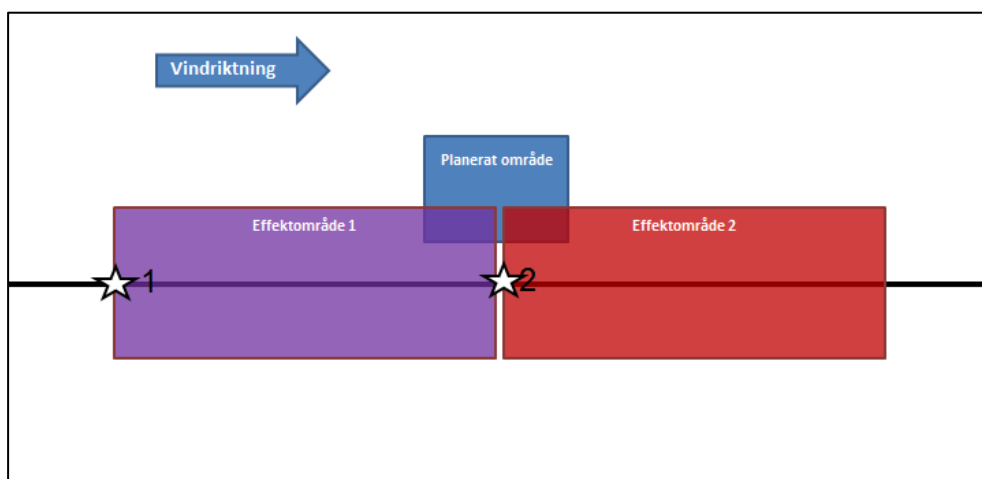 Vindriktning
Planerat område
Effektområde 1
Effektområde 2
1
2